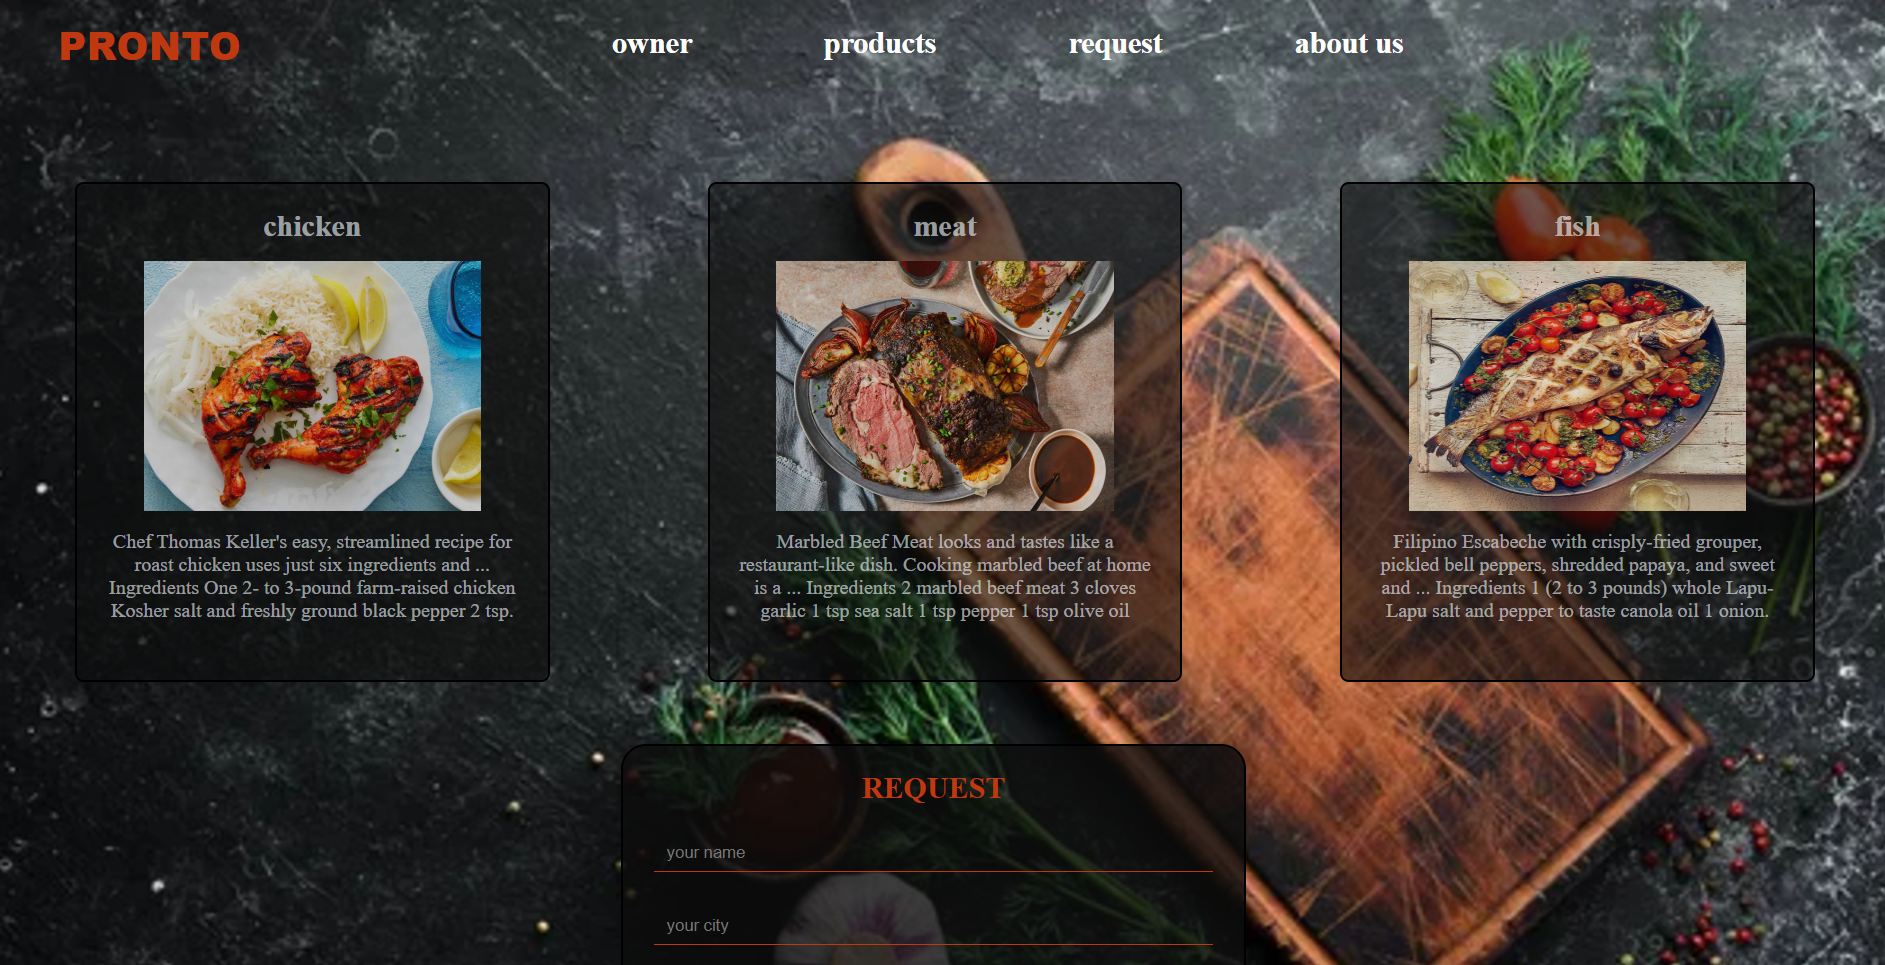 PRONTO
owner
products
request
about us
chicken
Chef Thomas Keller's easy, streamlined recipe for
roast chicken uses just six ingredients and ...
Ingredients One 2- to 3-pound farm-raised chicken
Kosher salt and freshly ground black pepper 2 tsp.
meat
Marbled Beef Meat looks and tastes like a
restaurant-like dish. Cooking marbled beef at home
is a ... Ingredients 2 marbled beef meat 3 cloves
garlic 1 tsp sea salt 1 tsp pepper 1 tsp olive oil
fish
Filipino Escabeche with crisply-fried grouper,
pickled bell peppers, shredded papaya, and sweet
and ... Ingredients 1 (2 to 3 pounds) whole Lapu-
Lapu salt and pepper to taste canola oil 1 onion.
REQUEST
your name
your city